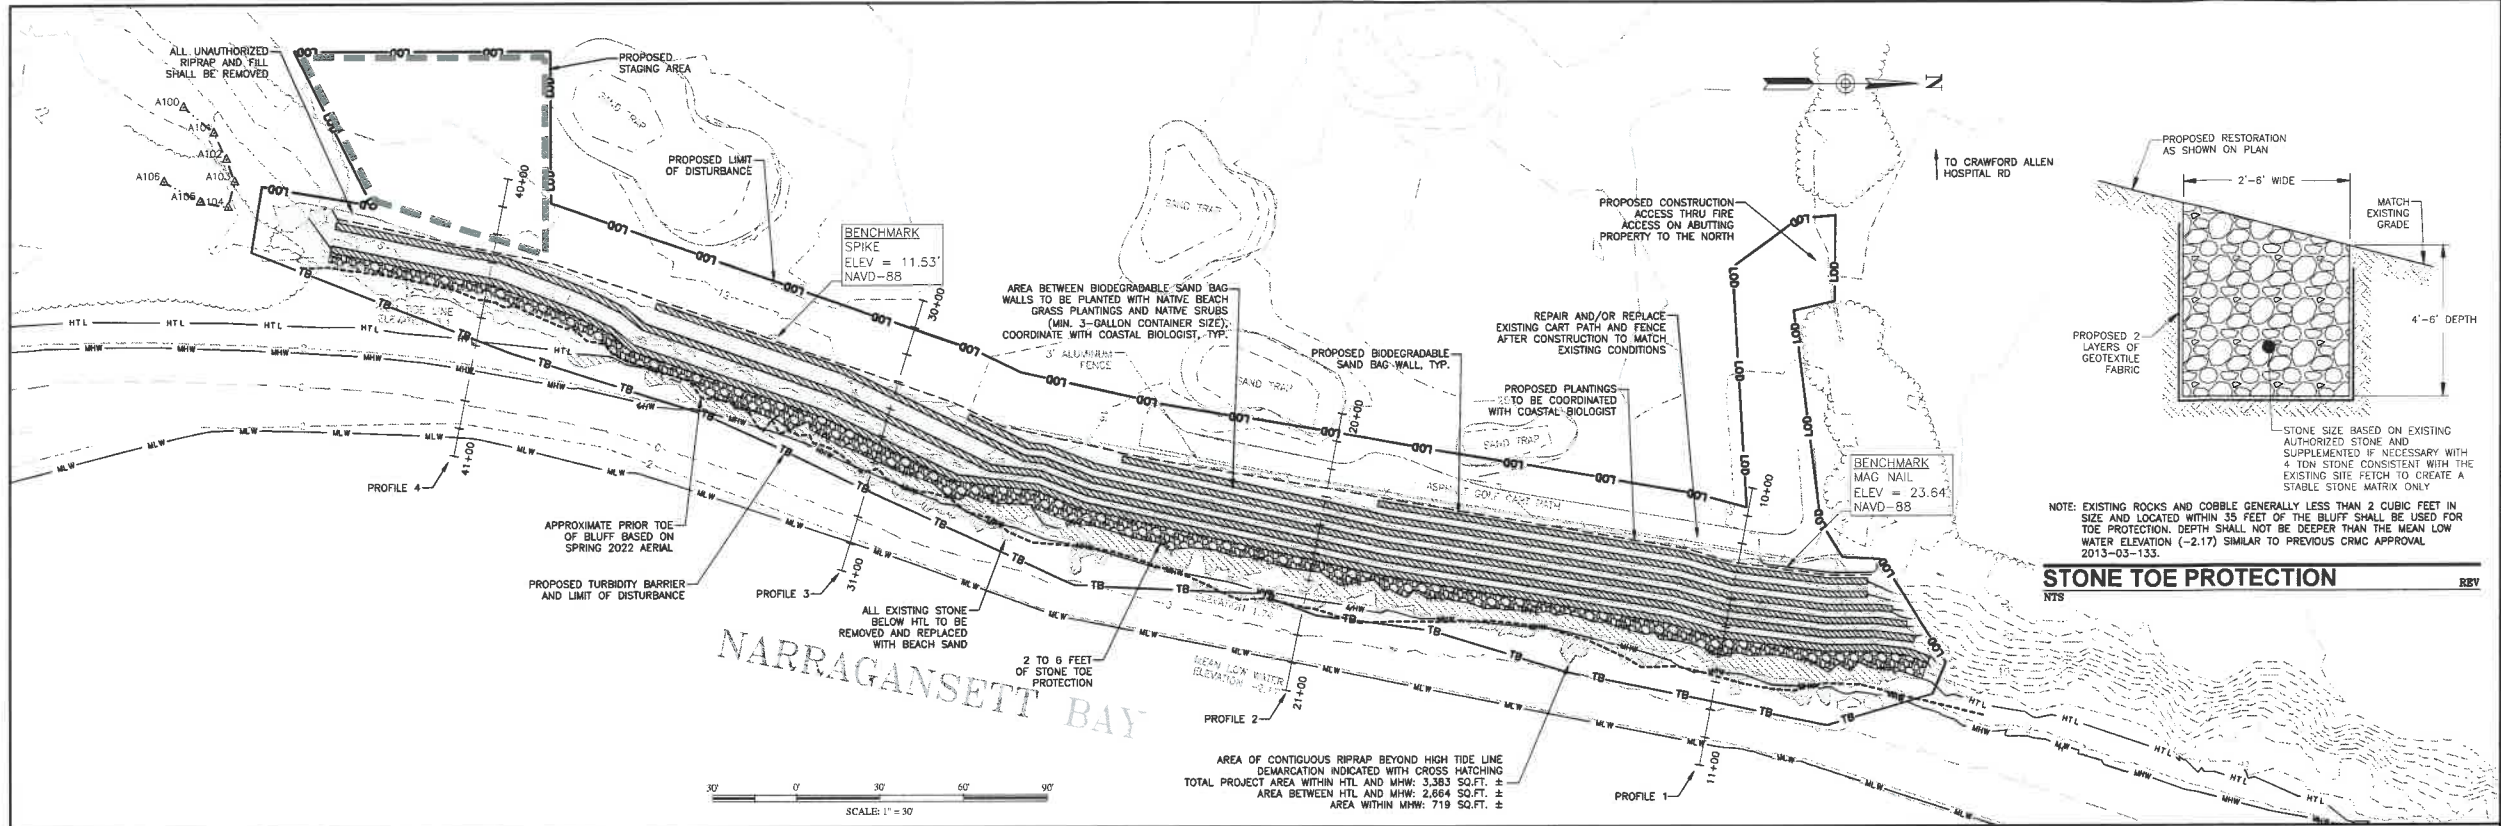 ALL UNAUTHORIZED
RIPRAP AND FILL
SHALL BE REMOVED
A100
A101
A102
A103
A104
A105
A106
PROPOSED
STAGING AREA
SAND TRAP
PROPOSED LIMIT
OF DISTURBANCE
40+00
BENCHMARK
SPIKE
ELEV = 11.53'
NAVD-88
30+00
SAND TRAP
N
TO CRAWFORD ALLEN
HOSPITAL RD
PROPOSED CONSTRUCTION
ACCESS THRU FIRE
ACCESS ON ABUTTING
PROPERTY TO THE NORTH
AREA BETWEEN BIODEGRADABLE SAND BAG
WALLS TO BE PLANTED WITH NATIVE BEACH
GRASS PLANTINGS AND NATIVE SRUBS
(MIN. 3-GALLON CONTAINER SIZE),
COORDINATE WITH COASTAL BIOLOGIST, TYP.
3' ALUMINUM
FENCE
SAND TRAP
PROPOSED BIODEGRADABLE
SAND BAG WALL, TYP.
REPAIR AND/OR REPLACE
EXISTING CART PATH AND FENCE
AFTER CONSTRUCTION TO MATCH
EXISTING CONDITIONS
PROPOSED PLANTINGS
TO BE COORDINATED
WITH COASTAL BIOLOGIST
20+00
SAND TRAP
ASPHALT GOLF CART PATH
10+00
BENCHMARK
MAG NAIL
ELEV = 23.64'
NAVD-88
LOD
TB
HTL
MHW
MLW
41+00
PROFILE 4
APPROXIMATE PRIOR TOE
OF BLUFF BASED ON
SPRING 2022 AERIAL
PROPOSED TURBIDITY BARRIER
AND LIMIT OF DISTURBANCE
PROFILE 3
31+00
ALL EXISTING STONE
BELOW HTL TO BE
REMOVED AND REPLACED
WITH BEACH SAND
2 TO 6 FEET
OF STONE TOE
PROTECTION
MEAN LOW WATER
ELEVATION
PROFILE 2
21+00
NARRAGANSETT BAY
AREA OF CONTIGUOUS RIPRAP BEYOND HIGH TIDE LINE
DEMARCATION INDICATED WITH CROSS HATCHING
TOTAL PROJECT AREA WITHIN HTL AND MHW: 3,383 SQ.FT. ±
AREA BETWEEN HTL AND MHW: 2,664 SQ.FT. ±
AREA WITHIN MHW: 719 SQ.FT. ±
PROFILE 1
11+00
30' 0' 30' 60' 90'
SCALE: 1" = 30'
PROPOSED RESTORATION
AS SHOWN ON PLAN
2'-6' WIDE
MATCH
EXISTING
GRADE
4'-6' DEPTH
PROPOSED 2
LAYERS OF
GEOTEXTILE
FABRIC
STONE SIZE BASED ON EXISTING
AUTHORIZED STONE AND
SUPPLEMENTED IF NECESSARY WITH
4 TON STONE CONSISTENT WITH THE
EXISTING SITE FETCH TO CREATE A
STABLE STONE MATRIX ONLY
NOTE: EXISTING ROCKS AND COBBLE GENERALLY LESS THAN 2 CUBIC FEET IN
SIZE AND LOCATED WITHIN 35 FEET OF THE BLUFF SHALL BE USED FOR
TOE PROTECTION. DEPTH SHALL NOT BE DEEPER THAN THE MEAN LOW
WATER ELEVATION (-2.17) SIMILAR TO PREVIOUS CRMC APPROVAL
2013-03-133.
STONE TOE PROTECTION
REV
NTS